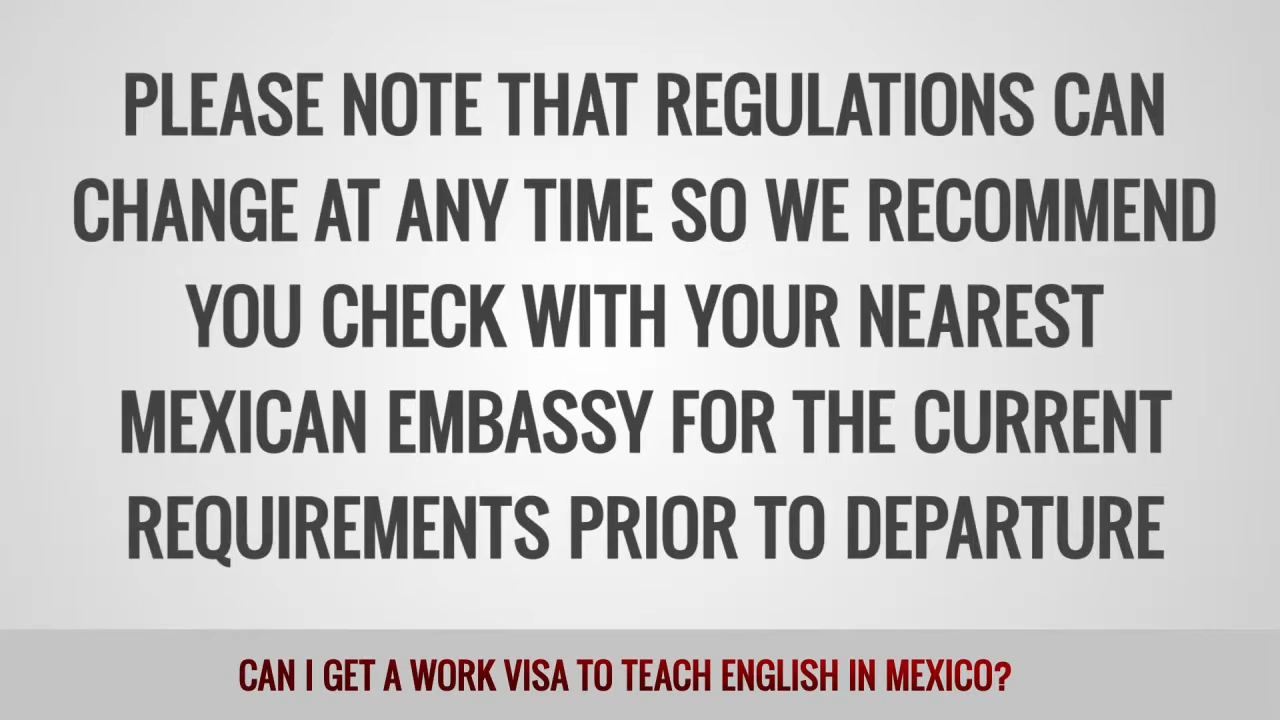 PLEASE NOTE THAT REGULATIONS CAN
CHANGE AT ANY TIME SO WE RECOMMEND
YOU CHECK WITH YOUR NEAREST
MEXICAN EMBASSY FOR THE CURRENT
REQUIREMENTS PRIOR TO DEPARTURE
CAN I GET A WORK VISA TO TEACH ENGLISH IN MEXICO?